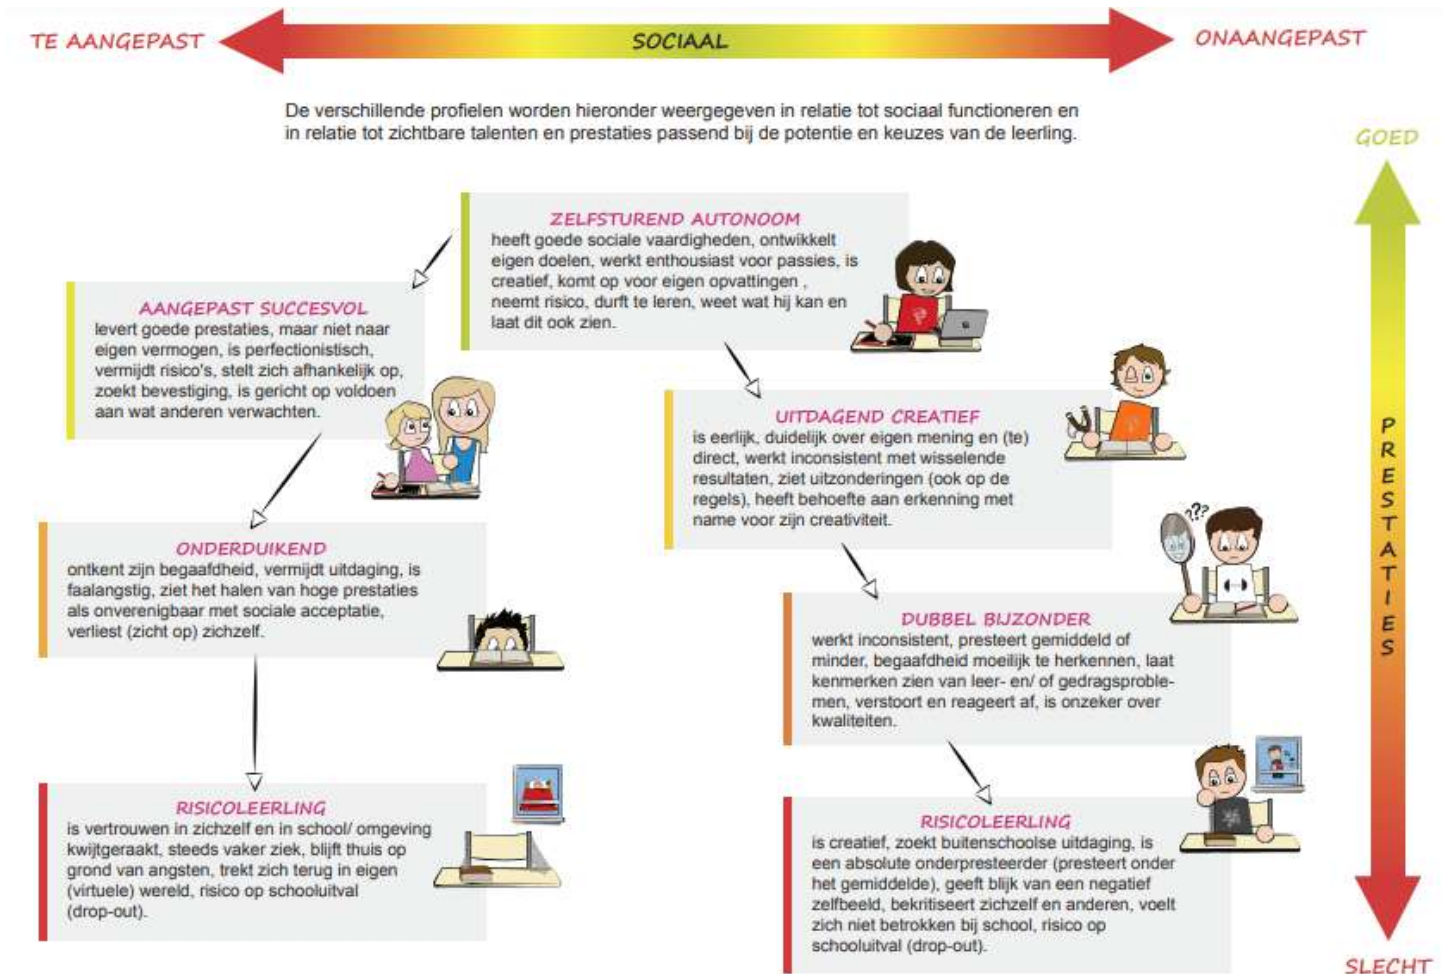 TE AANGEPAST
SOCIAAL
ONAANGEPAST
De verschillende profielen worden hieronder weergegeven in relatie tot sociaal functioneren en
in relatie tot zichtbare talenten en prestaties passend bij de potentie en keuzes van de leerling.
GOED
PRESTATIES
SLECHT
ZELFSTUREND AUTONOOM
heeft goede sociale vaardigheden, ontwikkelt
eigen doelen, werkt enthousiast voor passies, is
creatief, komt op voor eigen opvattingen ,
neemt risico, durft te leren, weet wat hij kan en
laat dit ook zien.
AANGEPAST SUCCESVOL
levert goede prestaties, maar niet naar
eigen vermogen, is perfectionistisch,
vermijdt risico's, stelt zich afhankelijk op,
zoekt bevestiging, is gericht op voldoen
aan wat anderen verwachten.
UITDAGEND CREATIEF
is eerlijk, duidelijk over eigen mening en (te)
direct, werkt inconsistent met wisselende
resultaten, ziet uitzonderingen (ook op de
regels), heeft behoefte aan erkenning met
name voor zijn creativiteit.
ONDERDUIKEND
ontkent zijn begaafdheid, vermijdt uitdaging, is
faalangstig, ziet het halen van hoge prestaties
als onverenigbaar met sociale acceptatie,
verliest (zicht op) zichzelf.
???
DUBBEL BIJZONDER
werkt inconsistent, presteert gemiddeld of
minder, begaafdheid moeilijk te herkennen, laat
kenmerken zien van leer- en/ of gedragsproble-
men, verstoort en reageert af, is onzeker over
kwaliteiten.
RISICOLEERLING
is vertrouwen in zichzelf en in school/ omgeving
kwijtgeraakt, steeds vaker ziek, blijft thuis op
grond van angsten, trekt zich terug in eigen
(virtuele) wereld, risico op schooluitval
(drop-out).
RISICOLEERLING
is creatief, zoekt buitenschoolse uitdaging, is
een absolute onderpresteerder (presteert onder
het gemiddelde), geeft blijk van een negatief
zelfbeeld, bekritiseert zichzelf en anderen, voelt
zich niet betrokken bij school, risico op
schooluitval (drop-out).